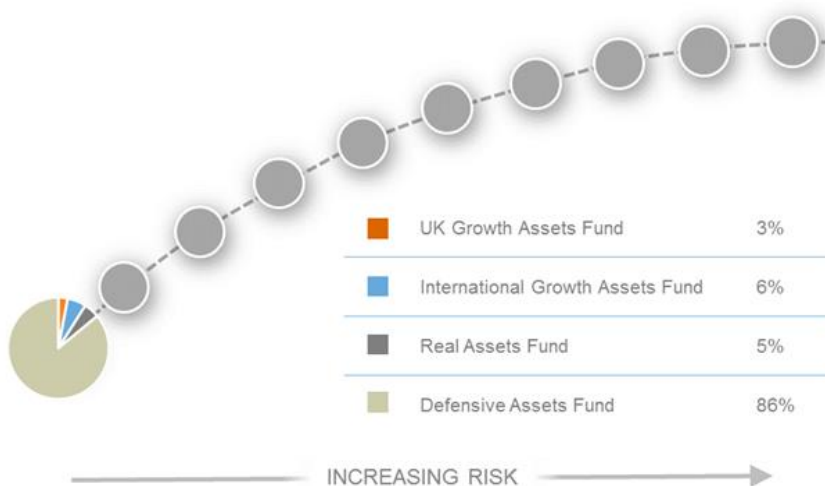 UK Growth Assets Fund 3%
International Growth Assets Fund 6%
Real Assets Fund 5%
Defensive Assets Fund 86%
INCREASING RISK